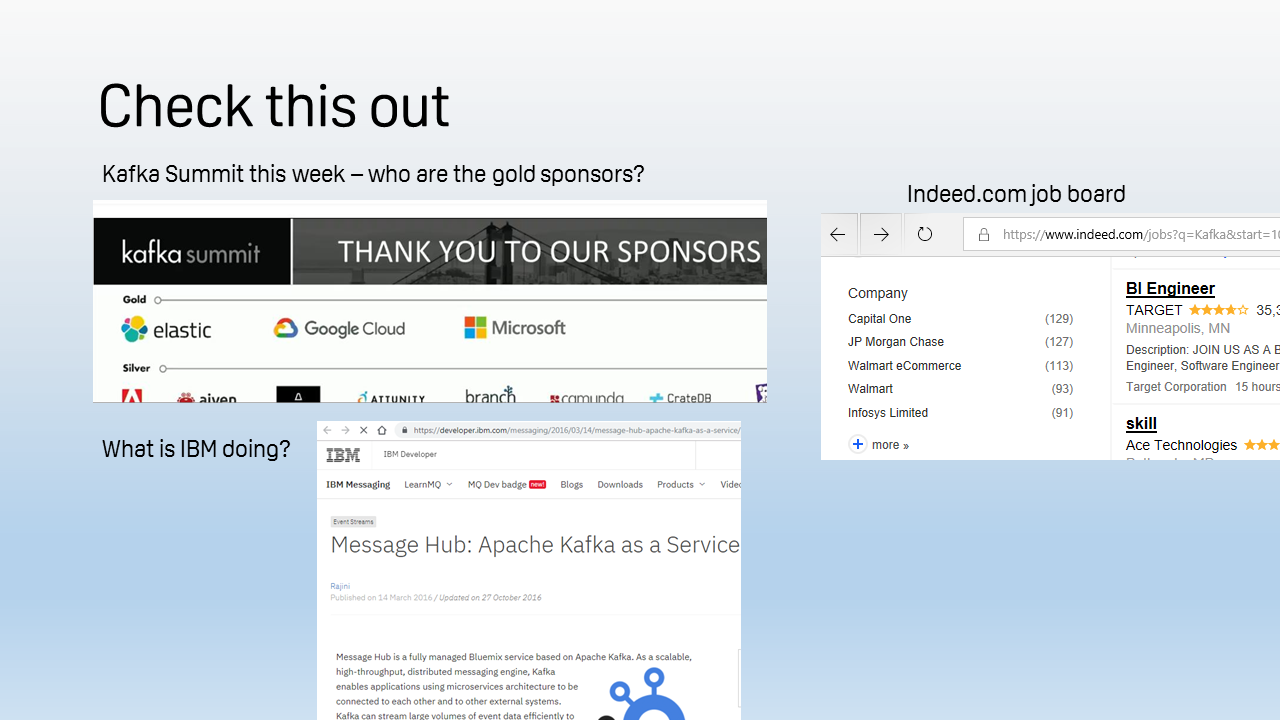 Check this out
Kafka Summit this week – who are the gold sponsors?
kafka summit
THANK YOU TO OUR SPONSORS
Gold
elastic
Google Cloud
Microsoft
Silver
aiven
ATTUNITY
branch
camunda
CrateDB
Indeed.com job board
https://www.indeed.com/jobs?q=Kafka&start=10
Company
Capital One (129)
JP Morgan Chase (127)
Walmart eCommerce (113)
Walmart (93)
Infosys Limited (91)
more »
BI Engineer
TARGET 35,3
Minneapolis, MN
Description: JOIN US AS A B
Engineer, Software Engineer
Target Corporation 15 hours
skill
Ace Technologies
What is IBM doing?
https://developer.ibm.com/messaging/2016/03/14/message-hub-apache-kafka-as-a-service/
IBM
IBM Developer
IBM Messaging LearnMQ MQ Dev badge new! Blogs Downloads Products Videc
Event Streams
Message Hub: Apache Kafka as a Service
Rajini
Published on 14 March 2016 / Updated on 27 October 2016
Message Hub is a fully managed Bluemix service based on Apache Kafka. As a scalable,
high-throughput, distributed messaging engine, Kafka
enables applications using microservices architecture to be
connected to each other and to other external systems.
Kafka can stream large volumes of event data efficiently to